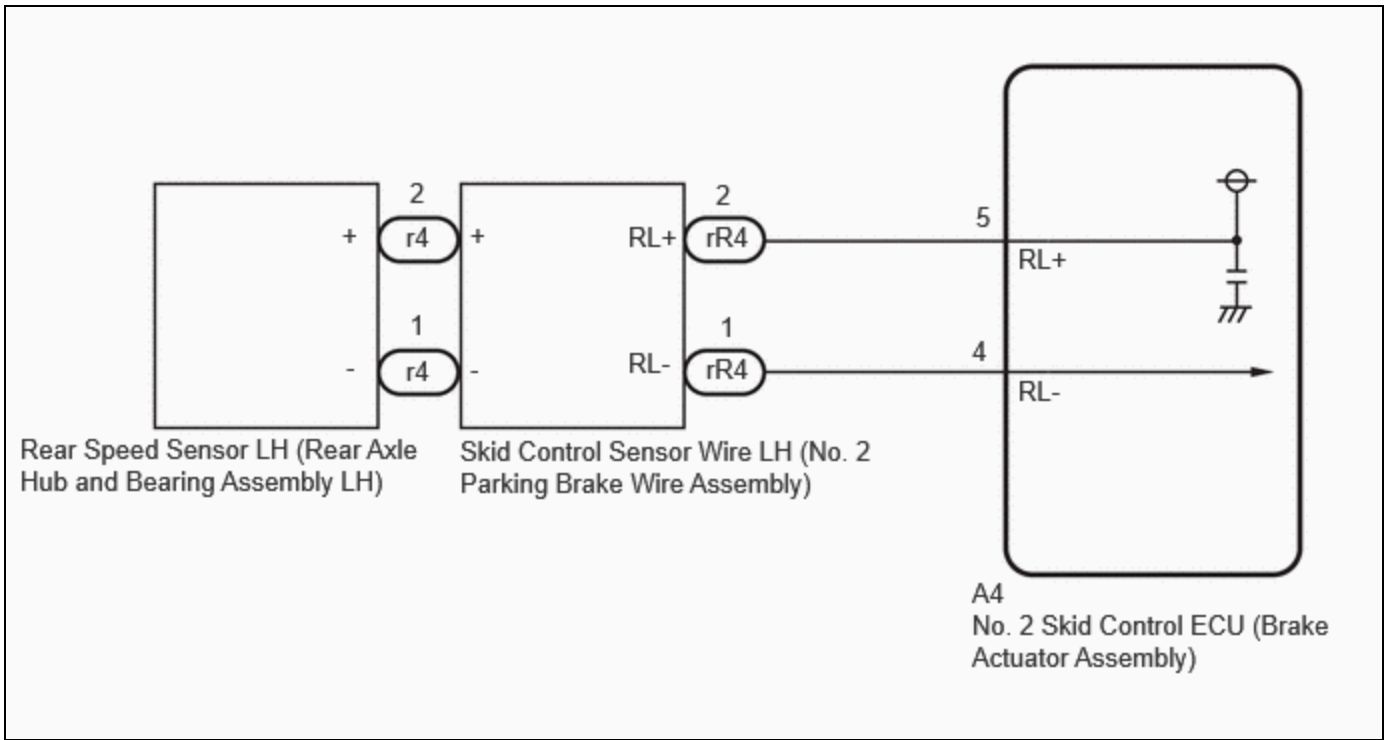 2
2
+
r4
+
RL+
rR4
5
RL+
1
1
-
r4
-
RL-
rR4
4
RL-
Rear Speed Sensor LH (Rear Axle
Hub and Bearing Assembly LH)
Skid Control Sensor Wire LH (No. 2
Parking Brake Wire Assembly)
A4
No. 2 Skid Control ECU (Brake
Actuator Assembly)